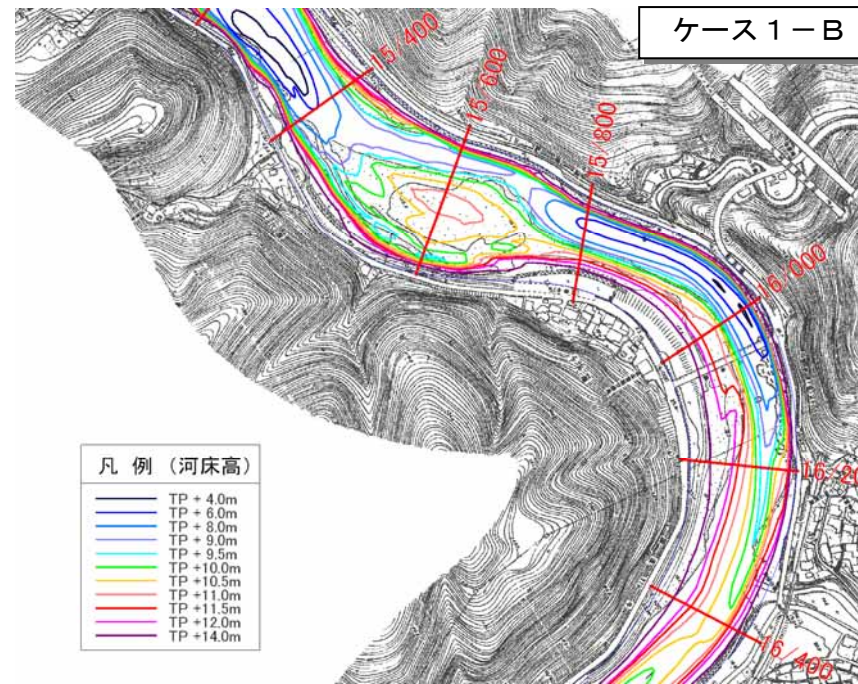 ケース１－Ｂ
15/400
15/600
15/800
16/000
16/20
16/400
凡 例 (河床高)
TP + 4.0m
TP + 6.0m
TP + 8.0m
TP + 9.0m
TP + 9.5m
TP +10.0m
TP +10.5m
TP +11.0m
TP +11.5m
TP +12.0m
TP +14.0m